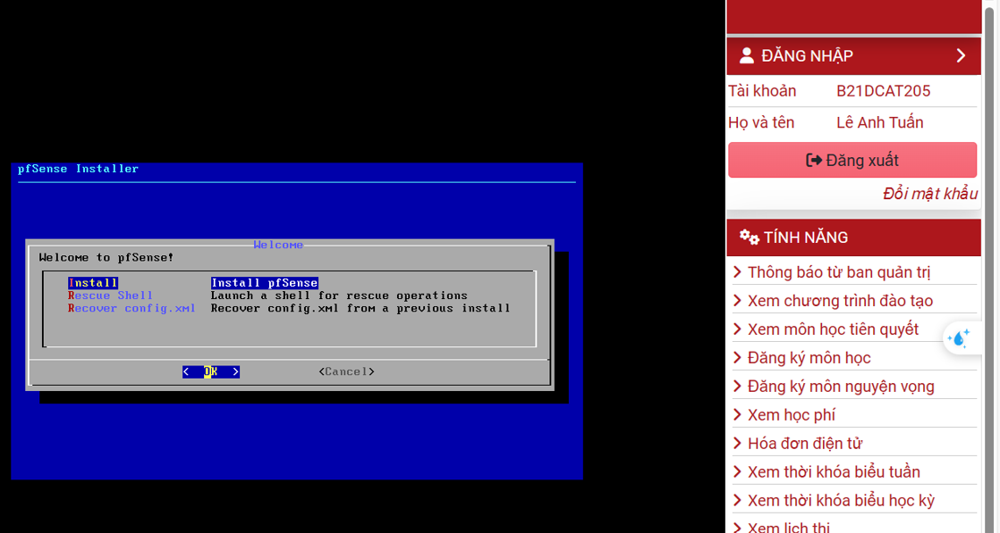 pfSense Installer
Welcome
Welcome to pfSense!
Install Install pfSense
Rescue Shell Launch a shell for rescue operations
Recover config.xml Recover config.xml from a previous install
< OK > <Cancel>
ĐĂNG NHẬP
Tài khoản B21DCAT205
Họ và tên Lê Anh Tuấn
Đăng xuất
Đổi mật khẩu
TÍNH NĂNG
Thông báo từ ban quản trị
Xem chương trình đào tạo
Xem môn học tiên quyết
Đăng ký môn học
Đăng ký môn nguyện vọng
Xem học phí
Hóa đơn điện tử
Xem thời khóa biểu tuần
Xem thời khóa biểu học kỳ
Xem lịch thi